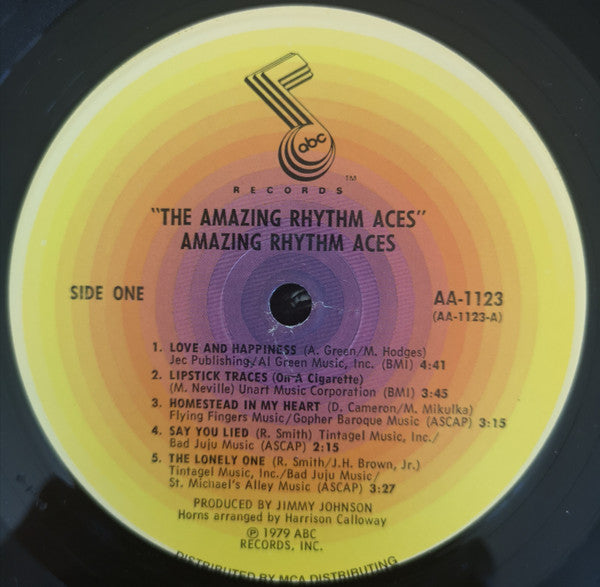 abc
TM
RECORDS
"THE AMAZING RHYTHM ACES"
AMAZING RHYTHM ACES
SIDE ONE
AA-1123
(AA-1123-A)
1. LOVE AND HAPPINESS (A. Green/M. Hodges)
Jec Publishing/Al Green Music, Inc. (BMI) 4:41
2. LIPSTICK TRACES (On A Cigarette)
(M. Neville) Unart Music Corporation (BMI) 3:45
3. HOMESTEAD IN MY HEART (D. Cameron/M. Mikulka)
Flying Fingers Music/Gopher Baroque Music (ASCAP) 3:15
4. SAY YOU LIED (R. Smith) Tintagel Music, Inc./
Bad Juju Music (ASCAP) 2:15
5. THE LONELY ONE (R. Smith/J.H. Brown, Jr.)
Tintagel Music, Inc./Bad Juju Music/
St. Michael's Alley Music (ASCAP) 3:27
PRODUCED BY JIMMY JOHNSON
Horns arranged by Harrison Calloway
Ⓟ 1979 ABC
RECORDS, INC.
DISTRIBUTED BY MCA DISTRIBUTING